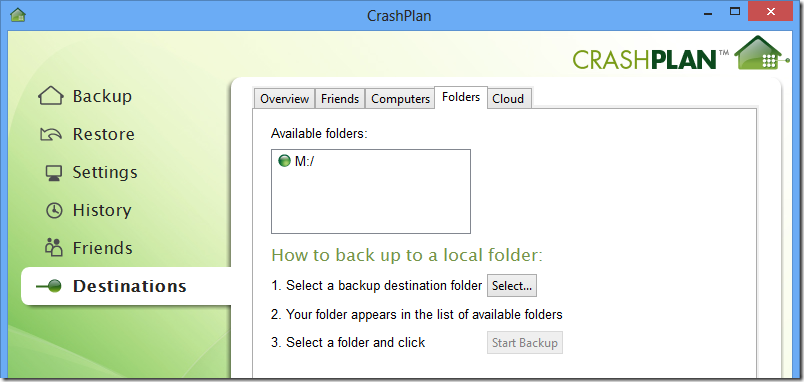 CrashPlan
CRASHPLAN™
Backup
Restore
Settings
History
Friends
Destinations
Overview Friends Computers Folders Cloud
Available folders:
M:/
How to back up to a local folder:
1. Select a backup destination folder Select...
2. Your folder appears in the list of available folders
3. Select a folder and click Start Backup